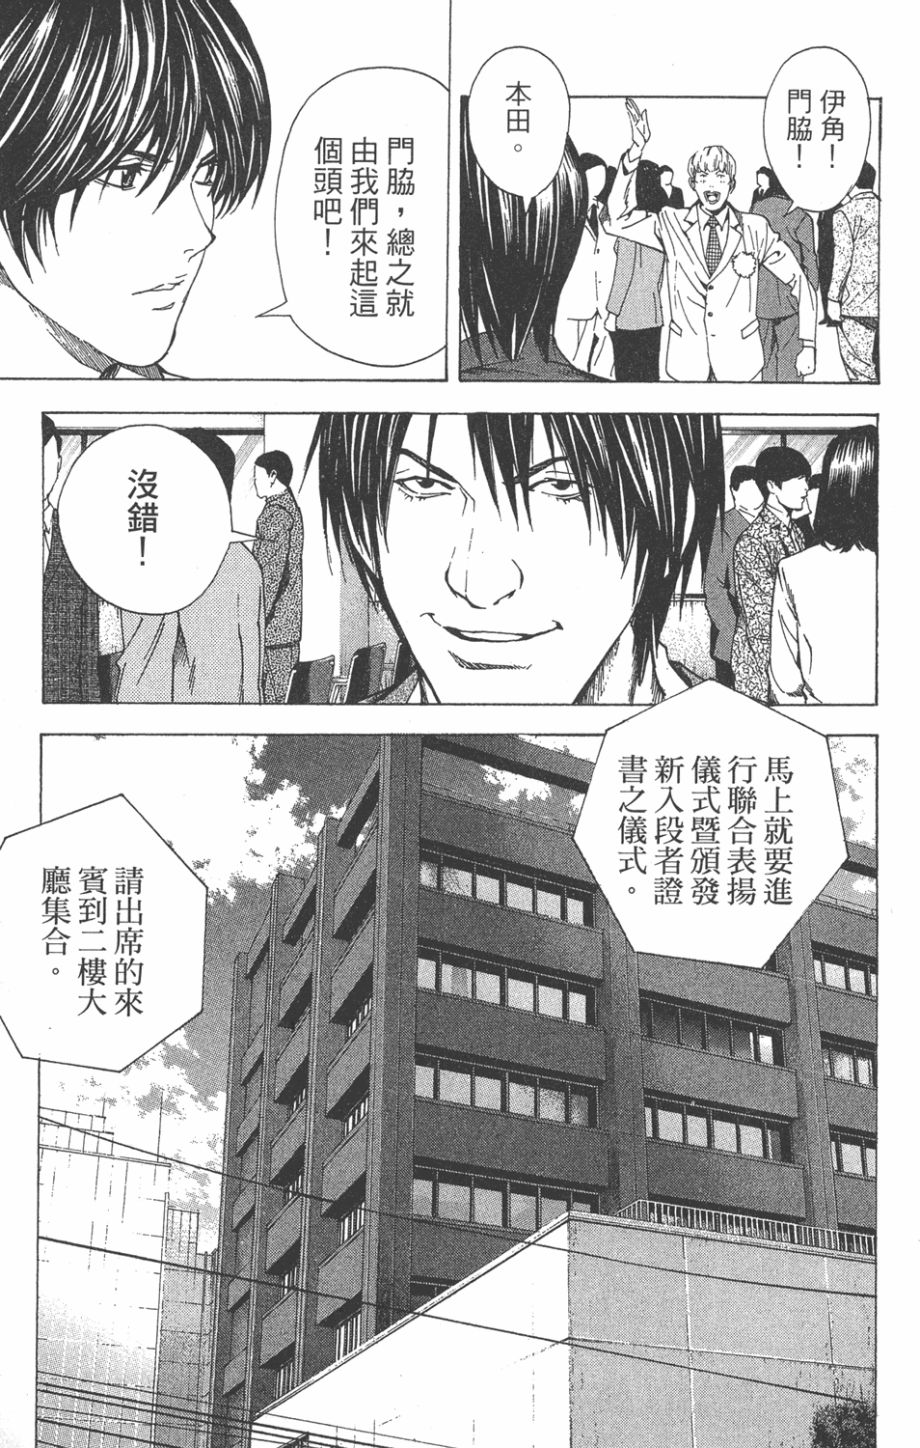 伊角！
門脇！
本田。
門脇，總之就
由我們來起這
個頭吧！
沒錯！
馬上就要進
行聯合表揚
儀式暨頒發
新入段者證
書之儀式。
請出席的來
賓到二樓大
廳集合。